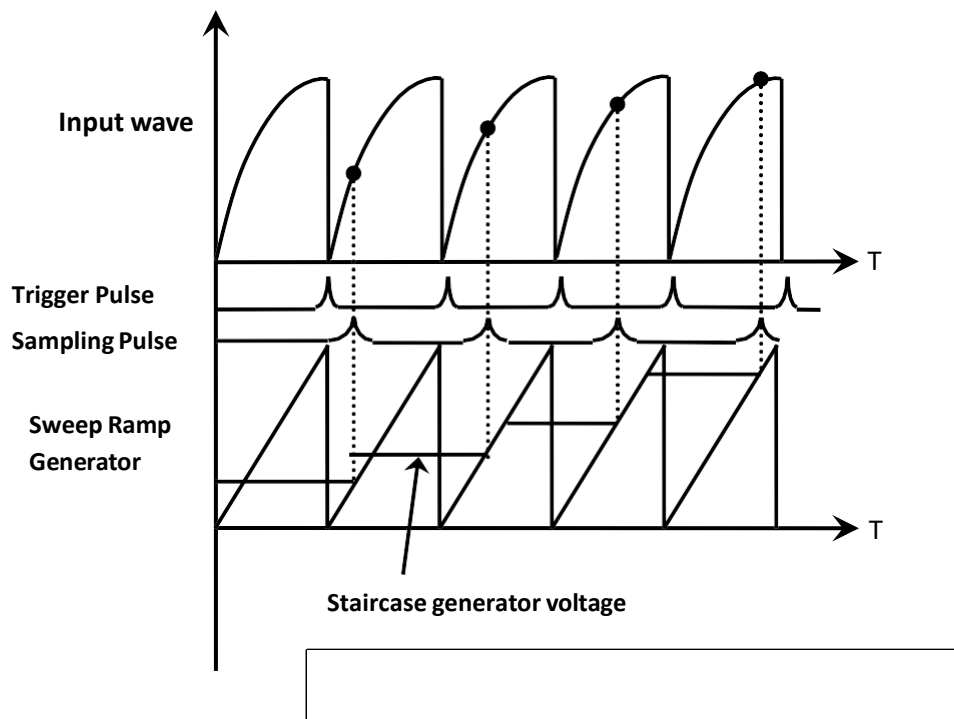 Input wave
T
Trigger Pulse
Sampling Pulse
Sweep Ramp
Generator
T
Staircase generator voltage